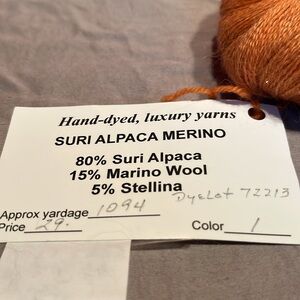 Hand-dyed, luxury yarns
SURI ALPACA MERINO
80% Suri Alpaca
15% Marino Wool
5% Stellina
DyeLot 72213
Approx yardage 1094
Price 29.
Color 1